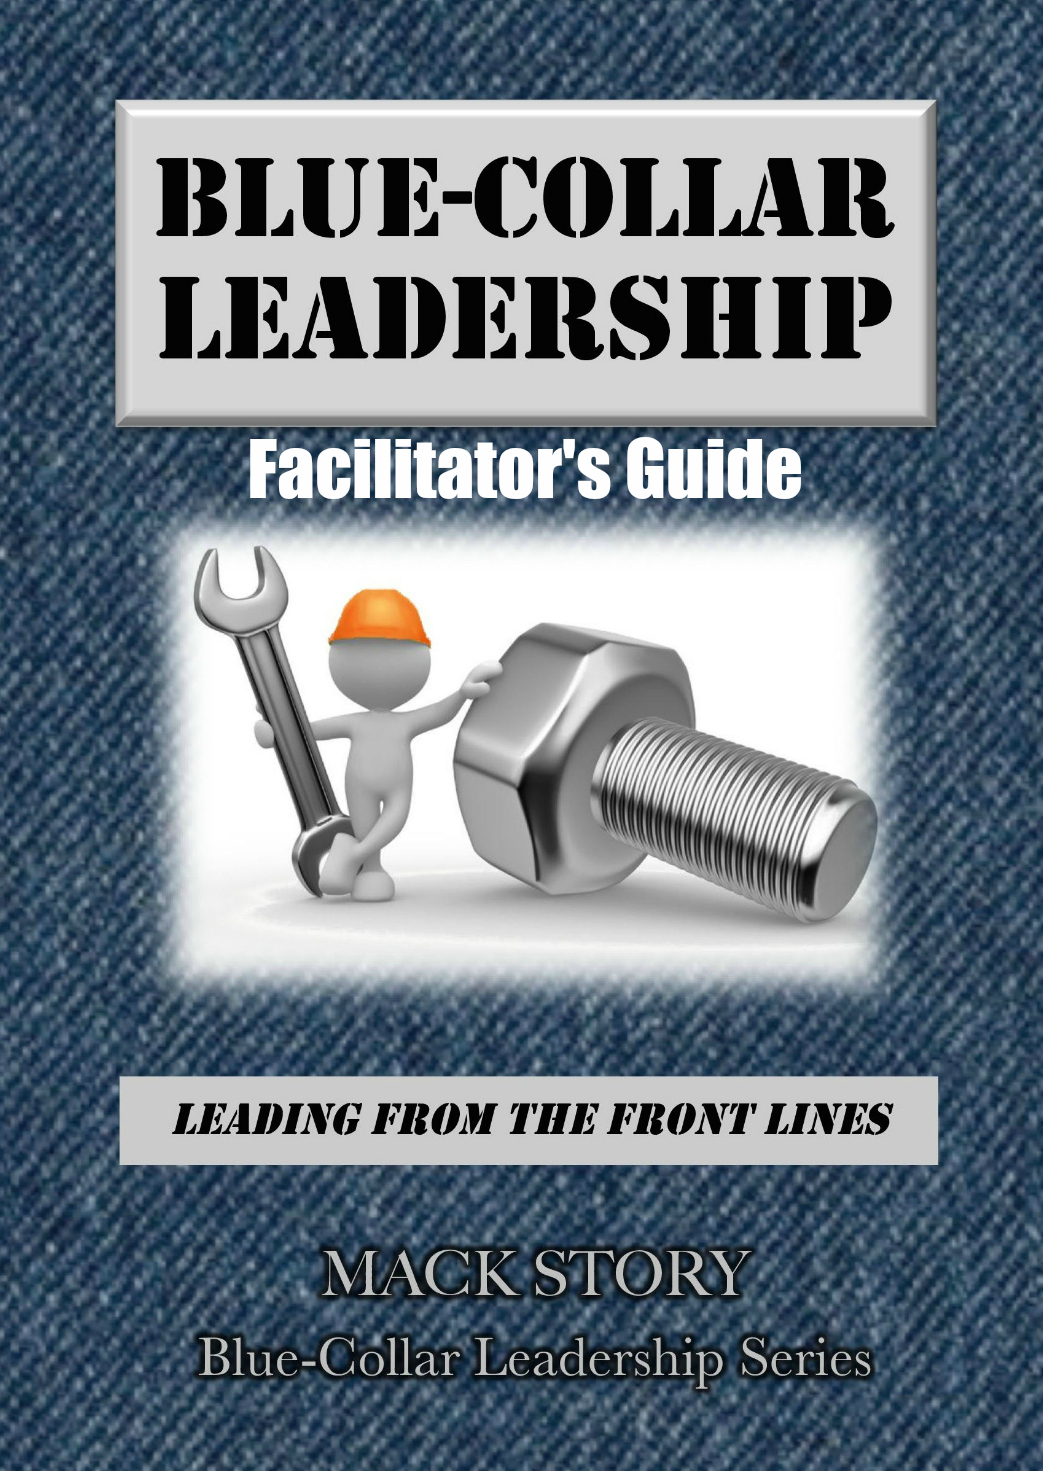 BLUE-COLLAR
LEADERSHIP
Facilitator's Guide
LEADING FROM THE FRONT LINES
MACK STORY
Blue-Collar Leadership Series